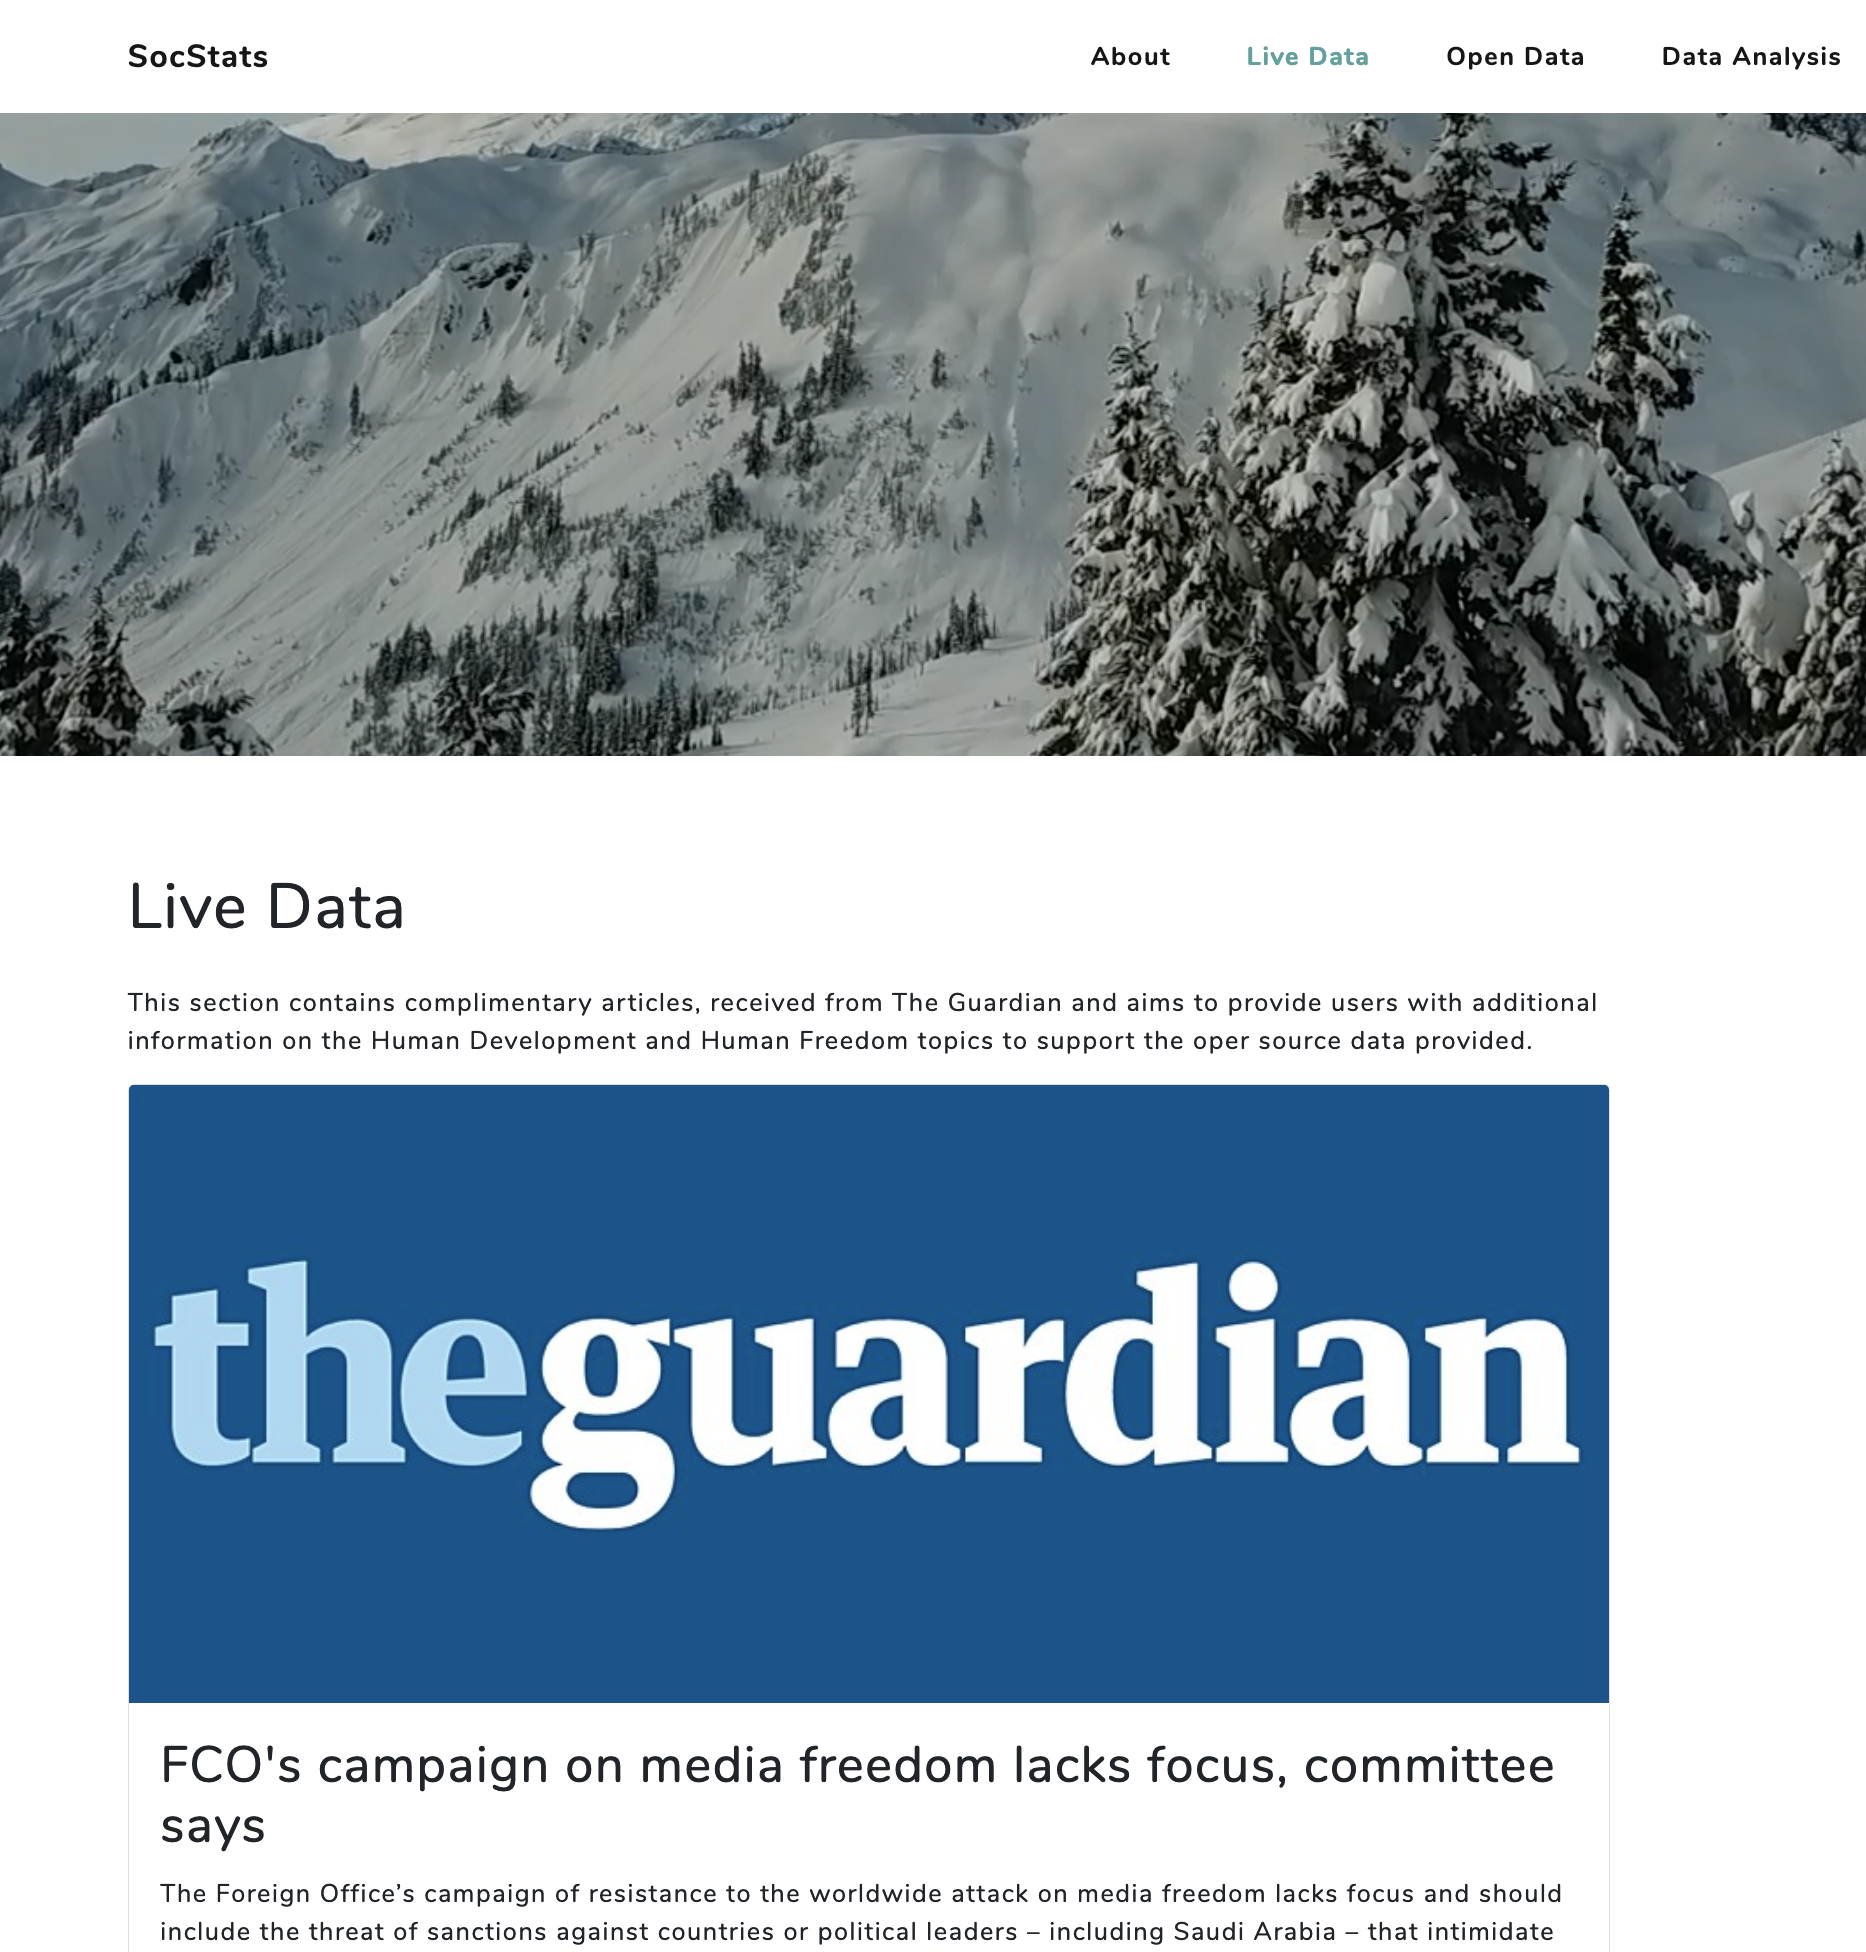 SocStats
About Live Data Open Data Data Analysis
Live Data
This section contains complimentary articles, received from The Guardian and aims to provide users with additional
information on the Human Development and Human Freedom topics to support the oper source data provided.
theguardian
FCO's campaign on media freedom lacks focus, committee
says
The Foreign Office’s campaign of resistance to the worldwide attack on media freedom lacks focus and should
include the threat of sanctions against countries or political leaders – including Saudi Arabia – that intimidate